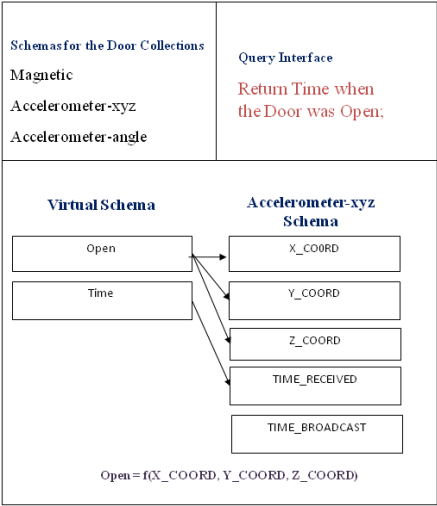 Schemas for the Door Collections
Magnetic
Accelerometer-xyz
Accelerometer-angle
Query Interface
Return Time when
the Door was Open;
Virtual Schema
Accelerometer-xyz
Schema
Open
Time
X_COORD
Y_COORD
Z_COORD
TIME_RECEIVED
TIME_BROADCAST
Open = f(X_COORD, Y_COORD, Z_COORD)